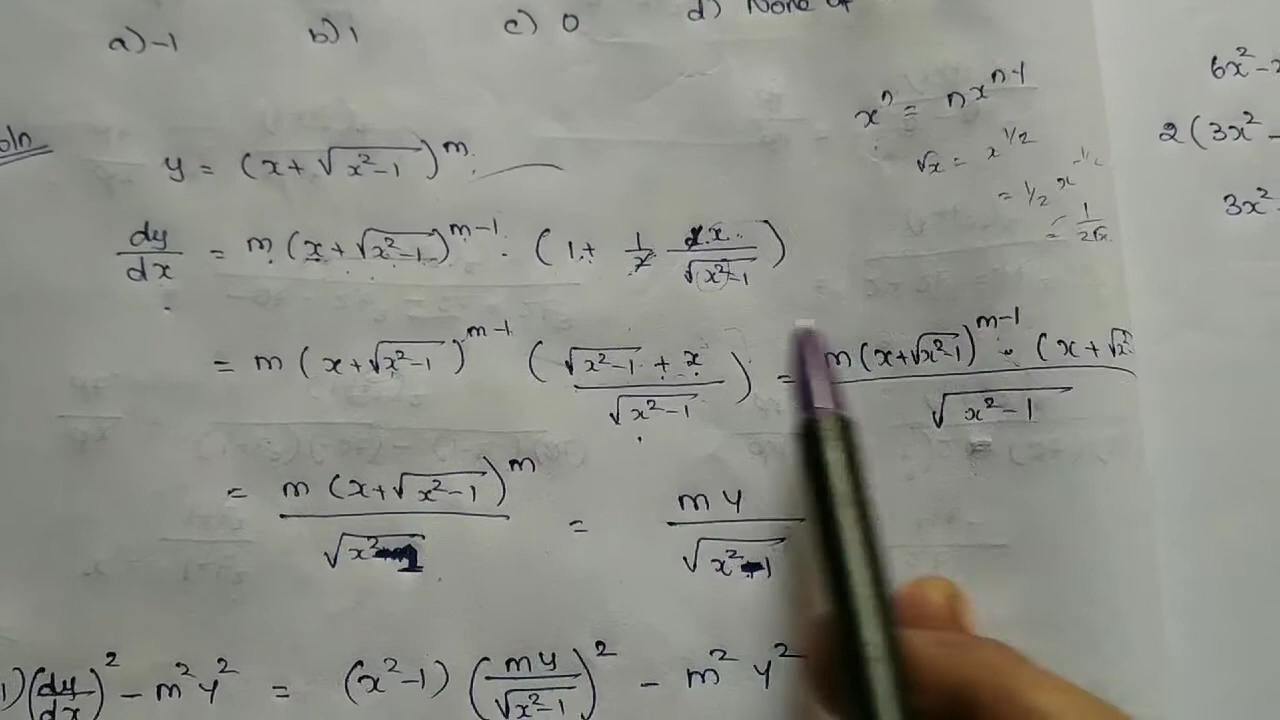 a) -1 b) 1 c) 0 d) None of
soln
y = (x + √(x²-1))^m
x^n = n x^(n-1)
√x = x^(1/2)
= 1/2 x^(-1/2)
= 1/(2√x)
6x² -
2(3x² -
3x² -
dy/dx = m (x + √(x²-1))^(m-1) · (1 + 1/2 2x/√(x²-1))
= m (x + √(x²-1))^(m-1) ((√(x²-1) + x)/√(x²-1)) = m(x+√(x²-1))^(m-1) · (x + √x² / √(x²-1)
= m (x + √(x²-1))^m / √(x²-1) = my / √(x²-1)
1)(dy/dx)² - m²y² = (x²-1) (my/√(x²-1))² - m² y²